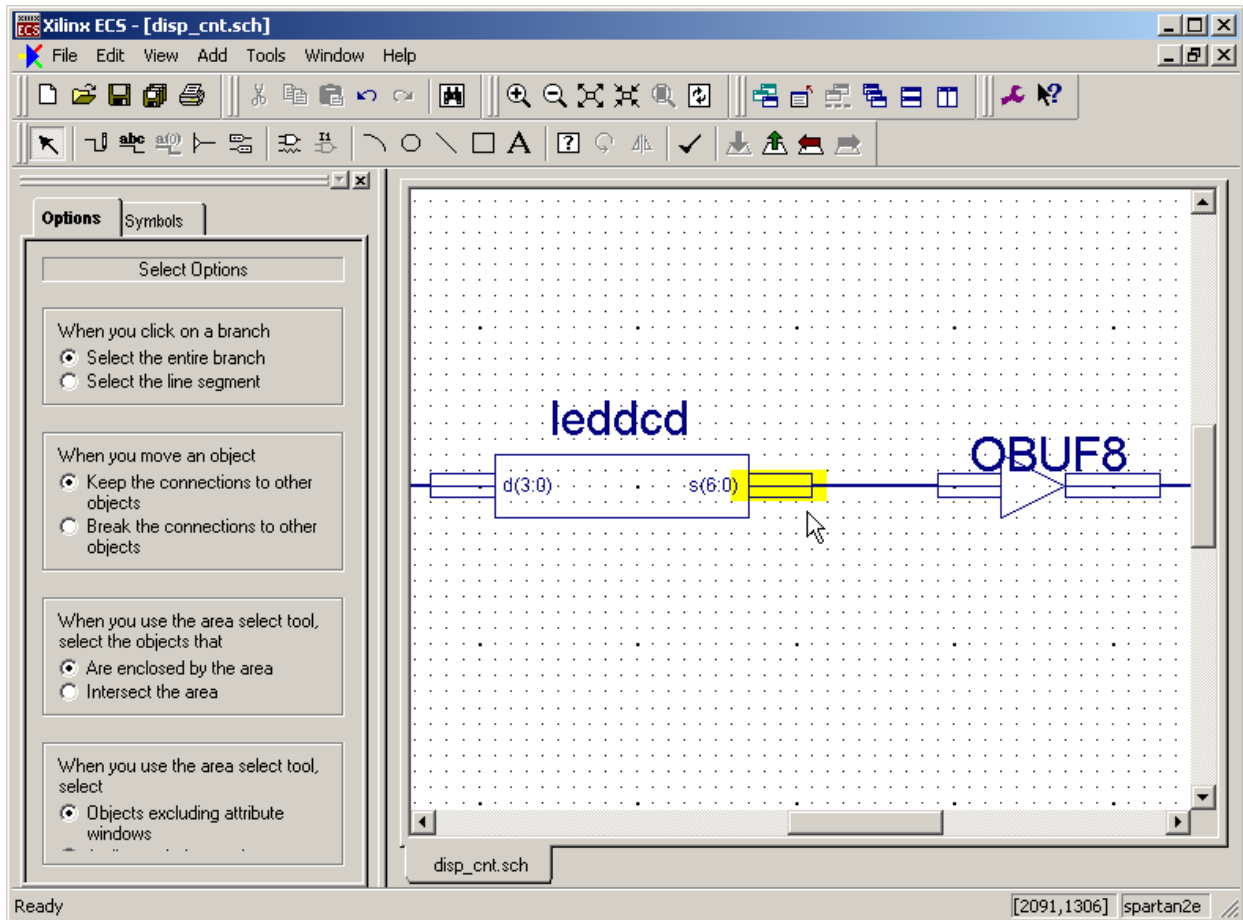 Xilinx ECS - [disp_cnt.sch]
File Edit View Add Tools Window Help
Options
Symbols
Select Options
When you click on a branch
Select the entire branch
Select the line segment
When you move an object
Keep the connections to other
objects
Break the connections to other
objects
When you use the area select tool,
select the objects that
Are enclosed by the area
Intersect the area
When you use the area select tool,
select
Objects excluding attribute
windows
leddcd
d(3:0)
s(6:0)
OBUF8
disp_cnt.sch
Ready
[2091,1306]
spartan2e